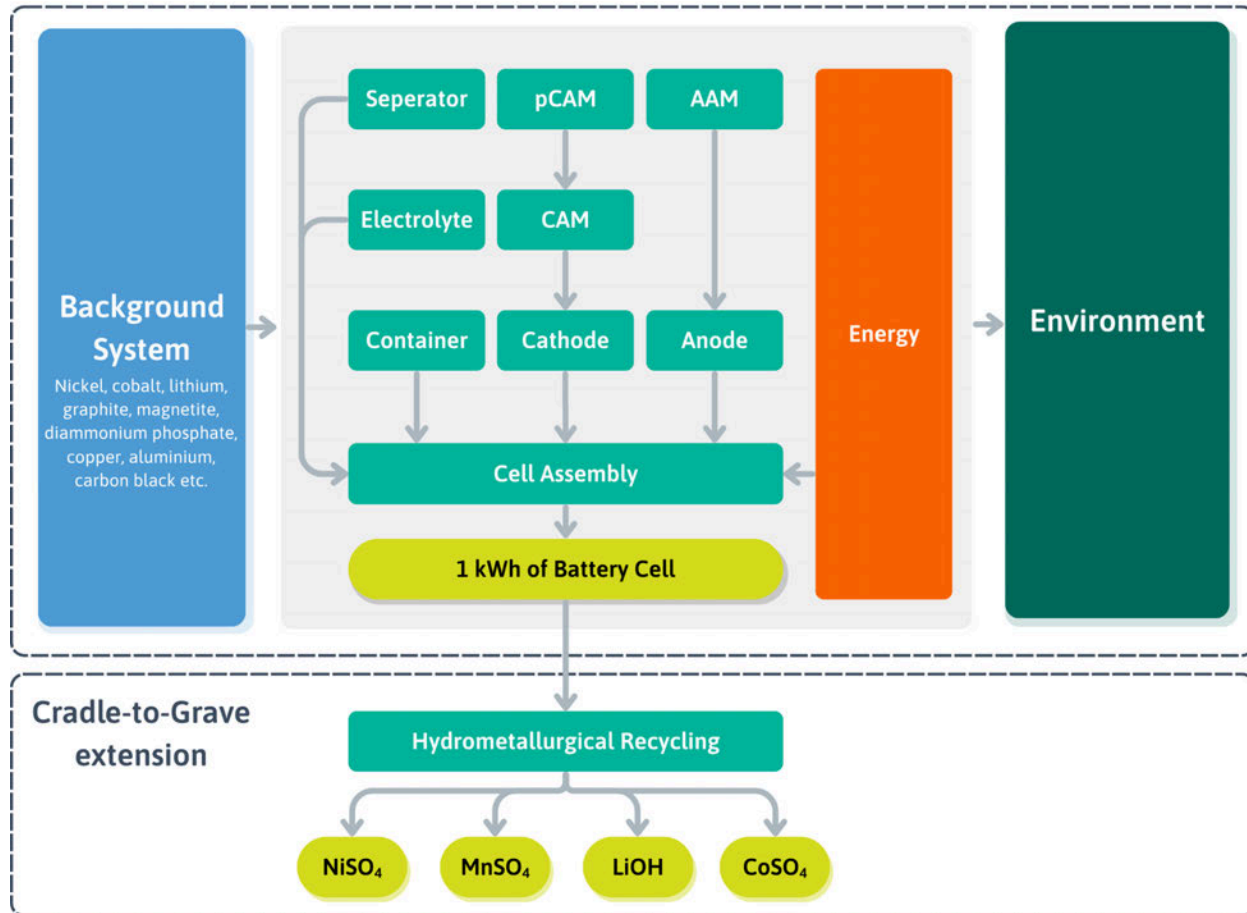 Seperator
pCAM
AAM
Electrolyte
CAM
Background
System
Nickel, cobalt, lithium,
graphite, magnetite,
diammonium phosphate,
copper, aluminium,
carbon black etc.
Container
Cathode
Anode
Energy
Environment
Cell Assembly
1 kWh of Battery Cell
Cradle-to-Grave
extension
Hydrometallurgical Recycling
NiSO₄
MnSO₄
LiOH
CoSO₄